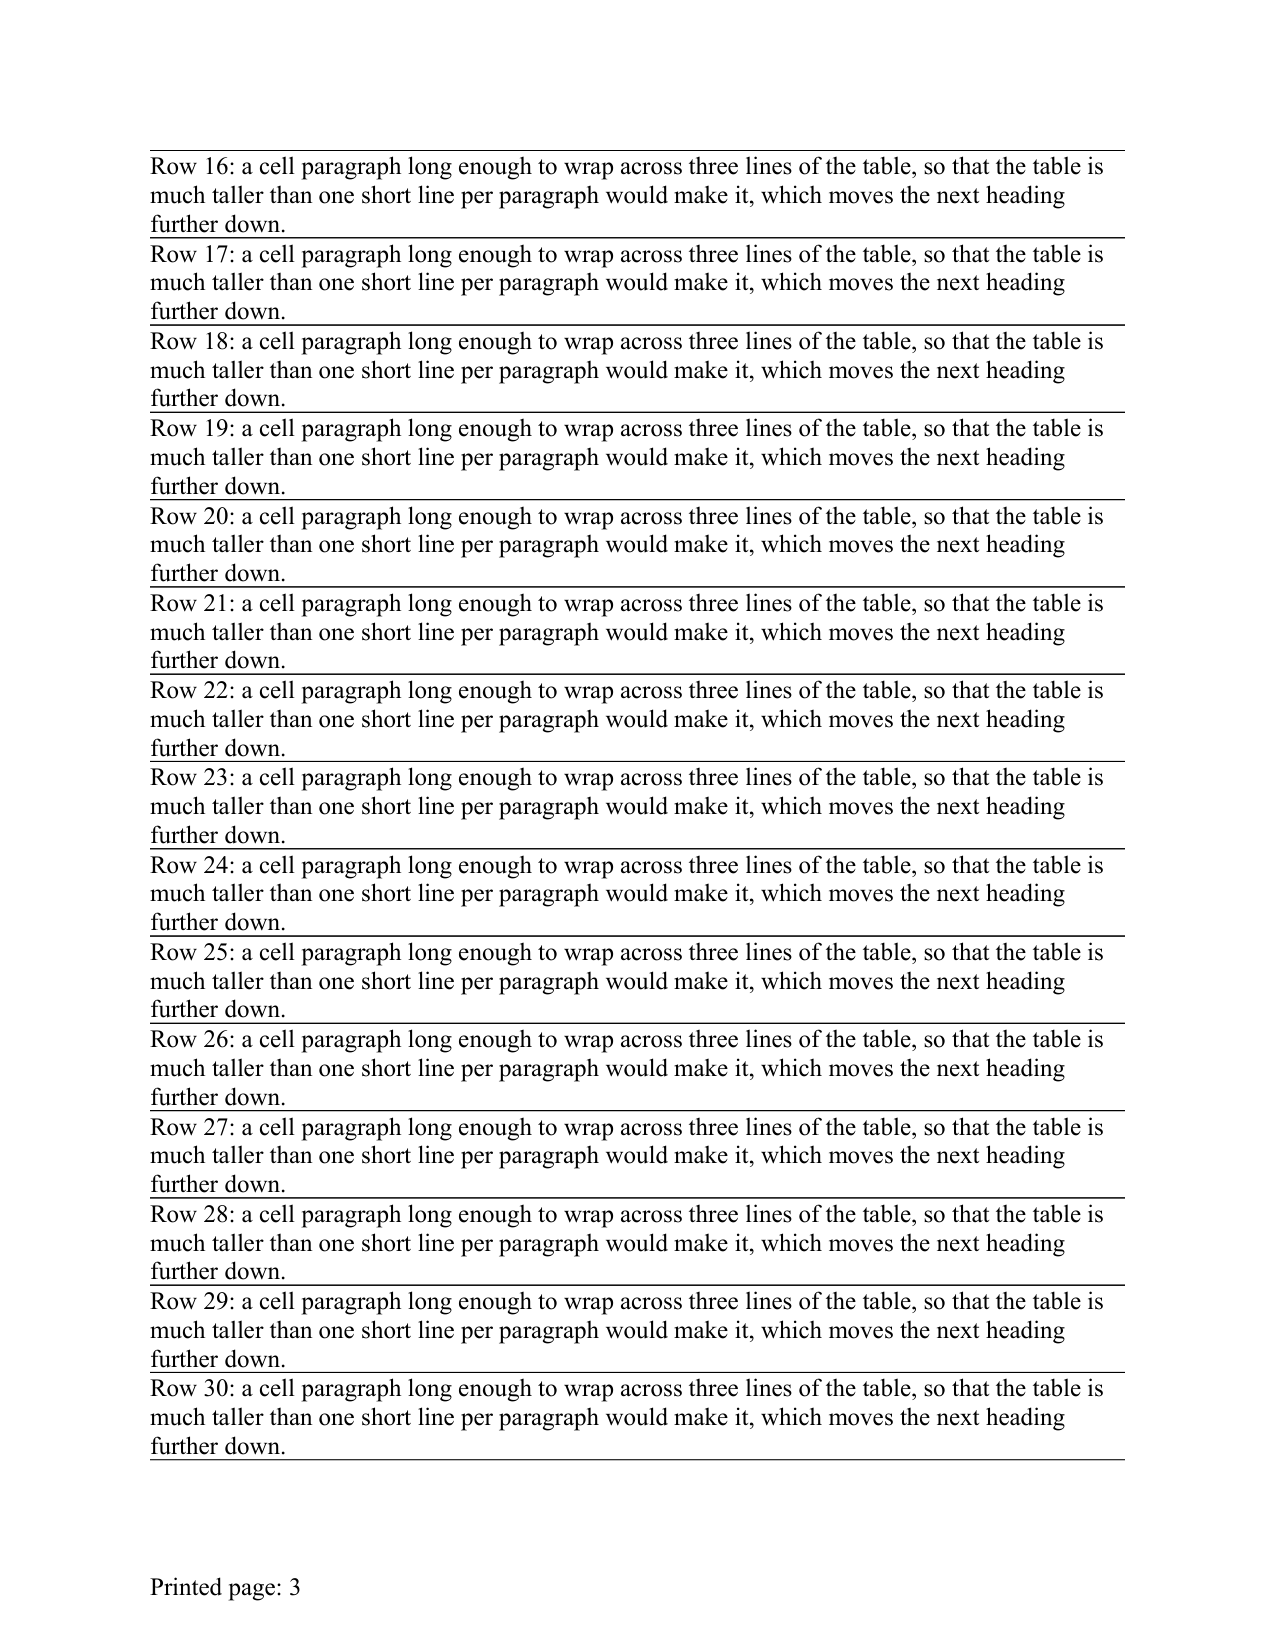 Row 16: a cell paragraph long enough to wrap across three lines of the table, so that the table is
much taller than one short line per paragraph would make it, which moves the next heading
further down.
Row 17: a cell paragraph long enough to wrap across three lines of the table, so that the table is
much taller than one short line per paragraph would make it, which moves the next heading
further down.
Row 18: a cell paragraph long enough to wrap across three lines of the table, so that the table is
much taller than one short line per paragraph would make it, which moves the next heading
further down.
Row 19: a cell paragraph long enough to wrap across three lines of the table, so that the table is
much taller than one short line per paragraph would make it, which moves the next heading
further down.
Row 20: a cell paragraph long enough to wrap across three lines of the table, so that the table is
much taller than one short line per paragraph would make it, which moves the next heading
further down.
Row 21: a cell paragraph long enough to wrap across three lines of the table, so that the table is
much taller than one short line per paragraph would make it, which moves the next heading
further down.
Row 22: a cell paragraph long enough to wrap across three lines of the table, so that the table is
much taller than one short line per paragraph would make it, which moves the next heading
further down.
Row 23: a cell paragraph long enough to wrap across three lines of the table, so that the table is
much taller than one short line per paragraph would make it, which moves the next heading
further down.
Row 24: a cell paragraph long enough to wrap across three lines of the table, so that the table is
much taller than one short line per paragraph would make it, which moves the next heading
further down.
Row 25: a cell paragraph long enough to wrap across three lines of the table, so that the table is
much taller than one short line per paragraph would make it, which moves the next heading
further down.
Row 26: a cell paragraph long enough to wrap across three lines of the table, so that the table is
much taller than one short line per paragraph would make it, which moves the next heading
further down.
Row 27: a cell paragraph long enough to wrap across three lines of the table, so that the table is
much taller than one short line per paragraph would make it, which moves the next heading
further down.
Row 28: a cell paragraph long enough to wrap across three lines of the table, so that the table is
much taller than one short line per paragraph would make it, which moves the next heading
further down.
Row 29: a cell paragraph long enough to wrap across three lines of the table, so that the table is
much taller than one short line per paragraph would make it, which moves the next heading
further down.
Row 30: a cell paragraph long enough to wrap across three lines of the table, so that the table is
much taller than one short line per paragraph would make it, which moves the next heading
further down.
Printed page: 3